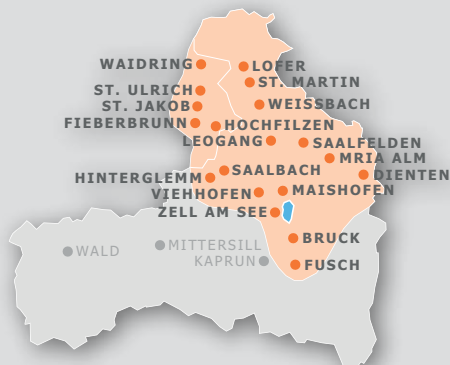 WAIDRING
LOFER
ST. MARTIN
ST. ULRICH
ST. JAKOB
WEISSBACH
FIEBERBRUNN
HOCHFILZEN
LEOGANG
SAALFELDEN
MRIA ALM
HINTERGLEMM
SAALBACH
DIENTEN
VIEHHOFEN
MAISHOFEN
ZELL AM SEE
BRUCK
MITTERSILL
WALD
KAPRUN
FUSCH